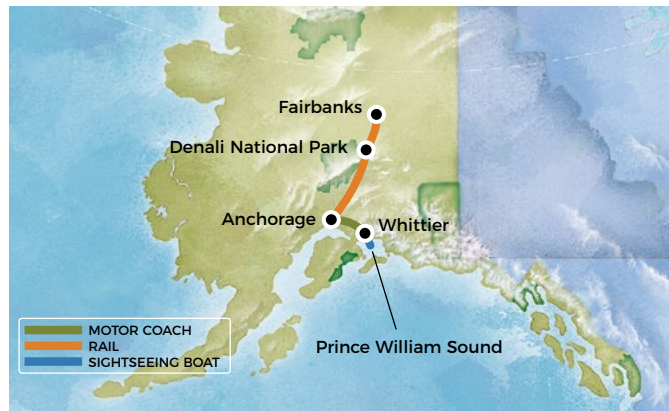 Fairbanks
Denali National Park
Anchorage
Whittier
Prince William Sound
MOTOR COACH
RAIL
SIGHTSEEING BOAT